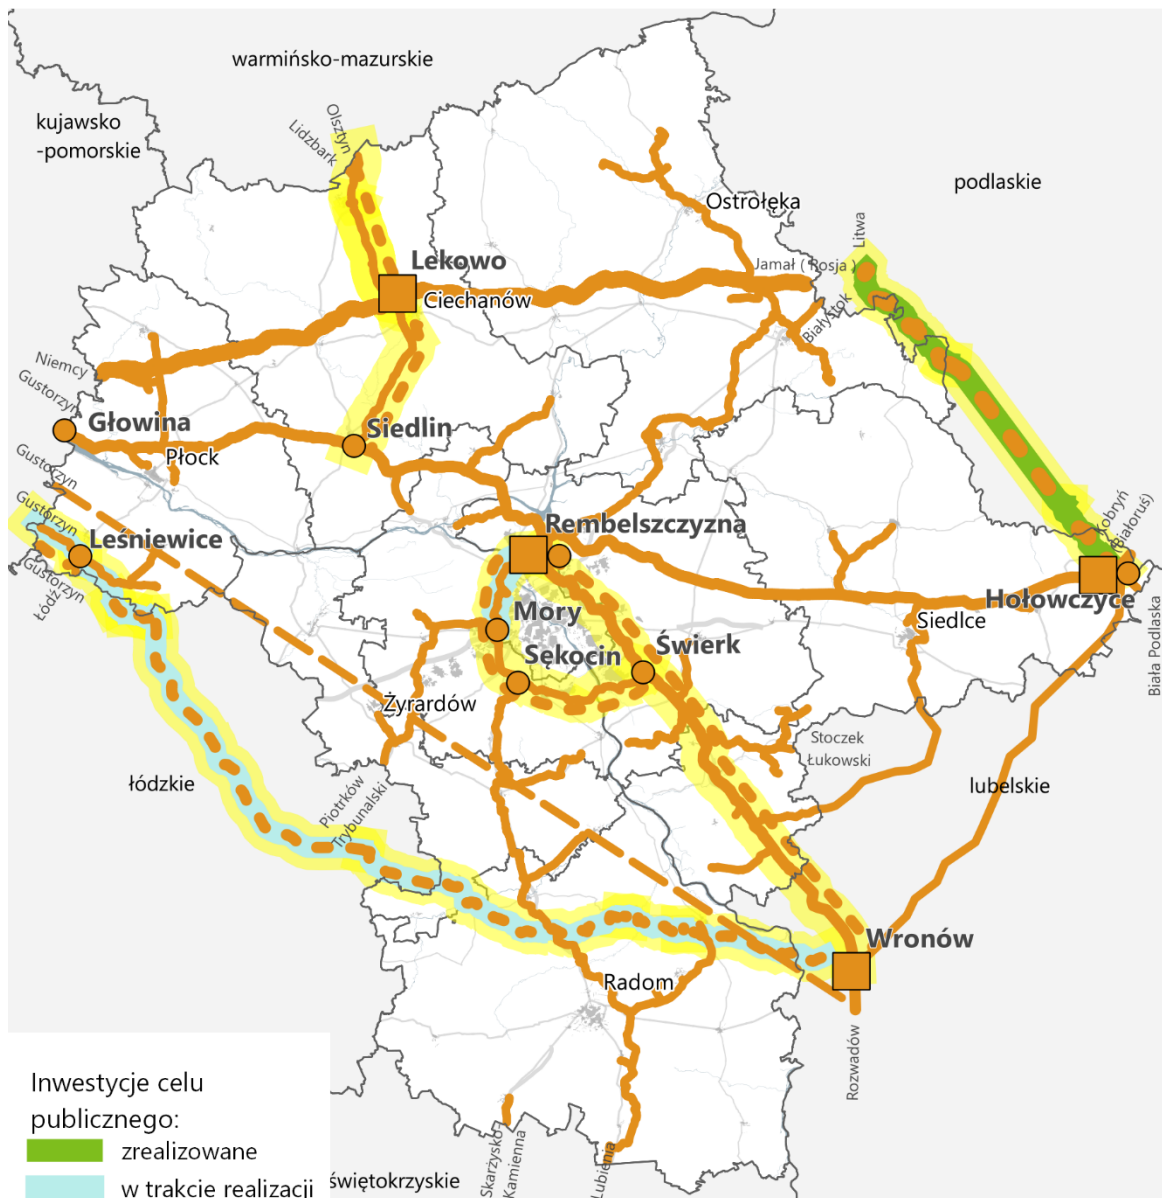 warmińsko-mazurskie
kujawsko
-pomorskie
Olsztyn
Lidzbark
podlaskie
Ostrołęka
Litwa
Lekowo
Jamał ( Rosja )
Ciechanów
Białystok
Niemcy
Gustorzyn
Głowina
Siedlin
Płock
Gustorzyn
Gustorzyn
Kobryń
(Białoruś)
Rembelszczyzna
Leśniewice
Gustorzyn
Łódź
Hołowczyce
Mory
Siedlce
Biała Podlaska
Sękocin
Świerk
Żyrardów
Stoczek
Łukowski
łódzkie
Piotrków
Trybunalski
lubelskie
Wronów
Radom
Rozwadów
Inwestycje celu
publicznego:
zrealizowane
w trakcie realizacji
świętokrzyskie
Skarżysko
Kamienna
Lubienia